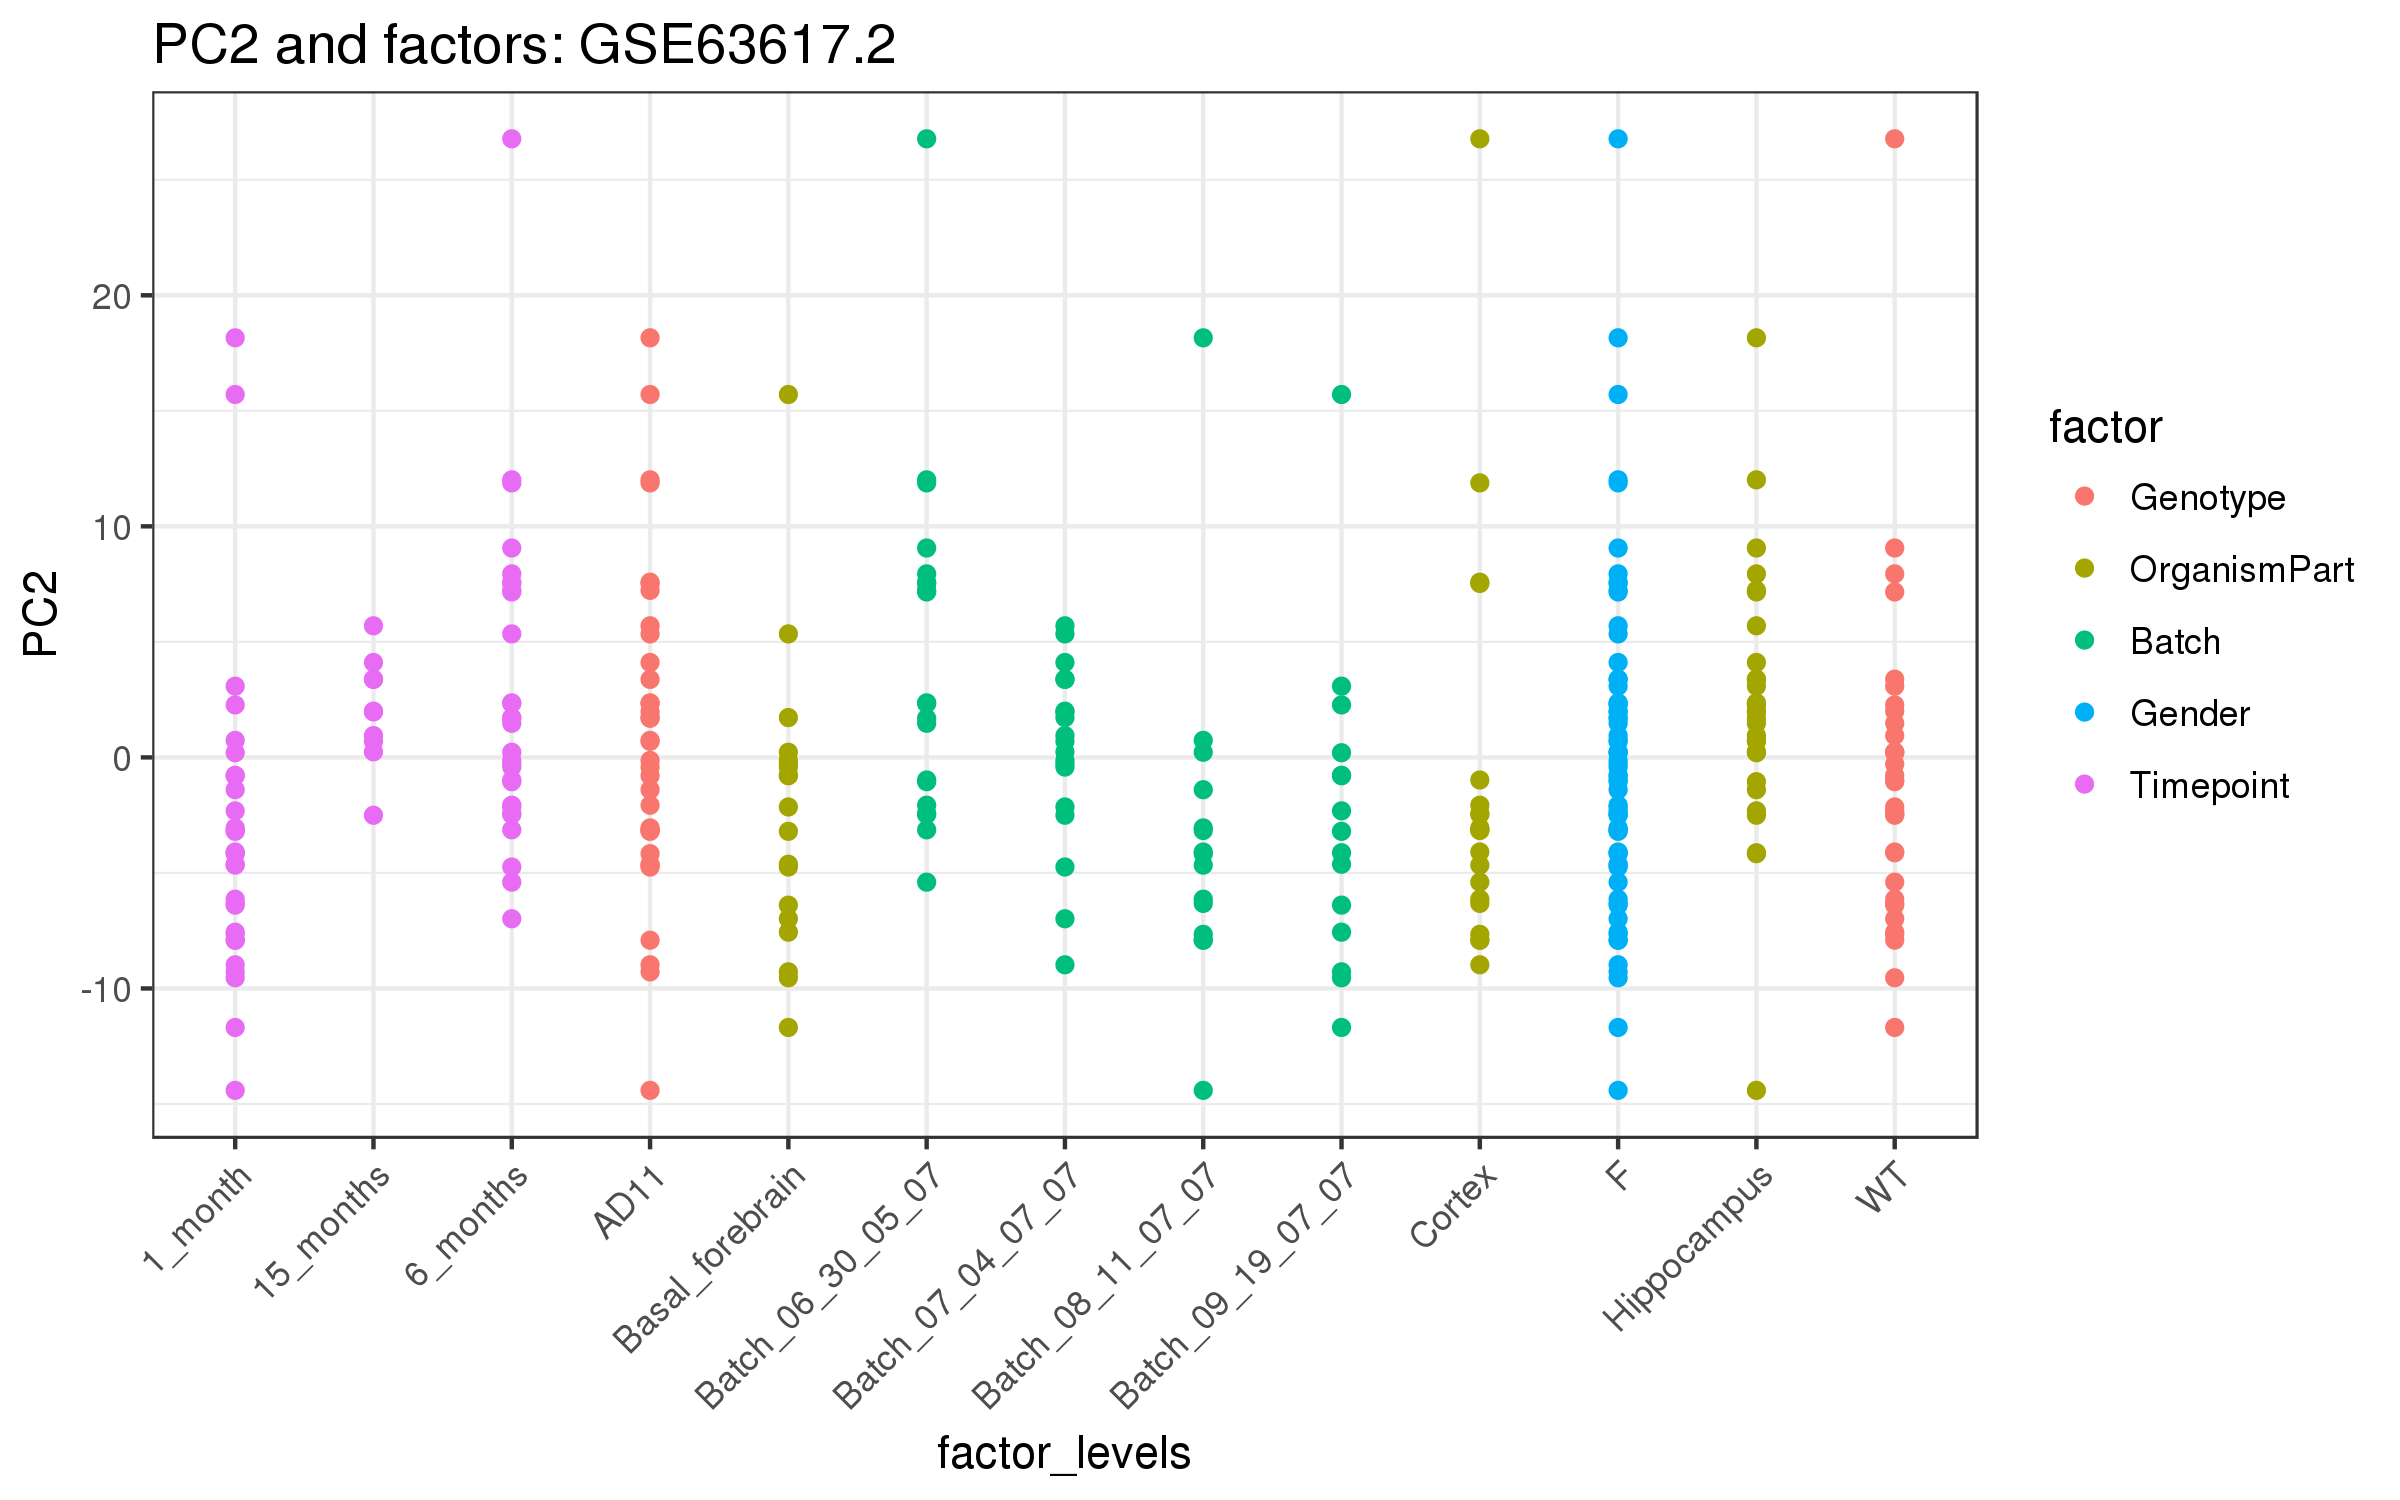 PC2 and factors: GSE63617.2
PC2
20
10
0
-10
1_month
15_months
6_months
AD11
Basal_forebrain
Batch_06_30_05_07
Batch_07_04_07_07
Batch_08_11_07_07
Batch_09_19_07_07
Cortex
F
Hippocampus
WT
factor_levels
factor
Genotype
OrganismPart
Batch
Gender
Timepoint